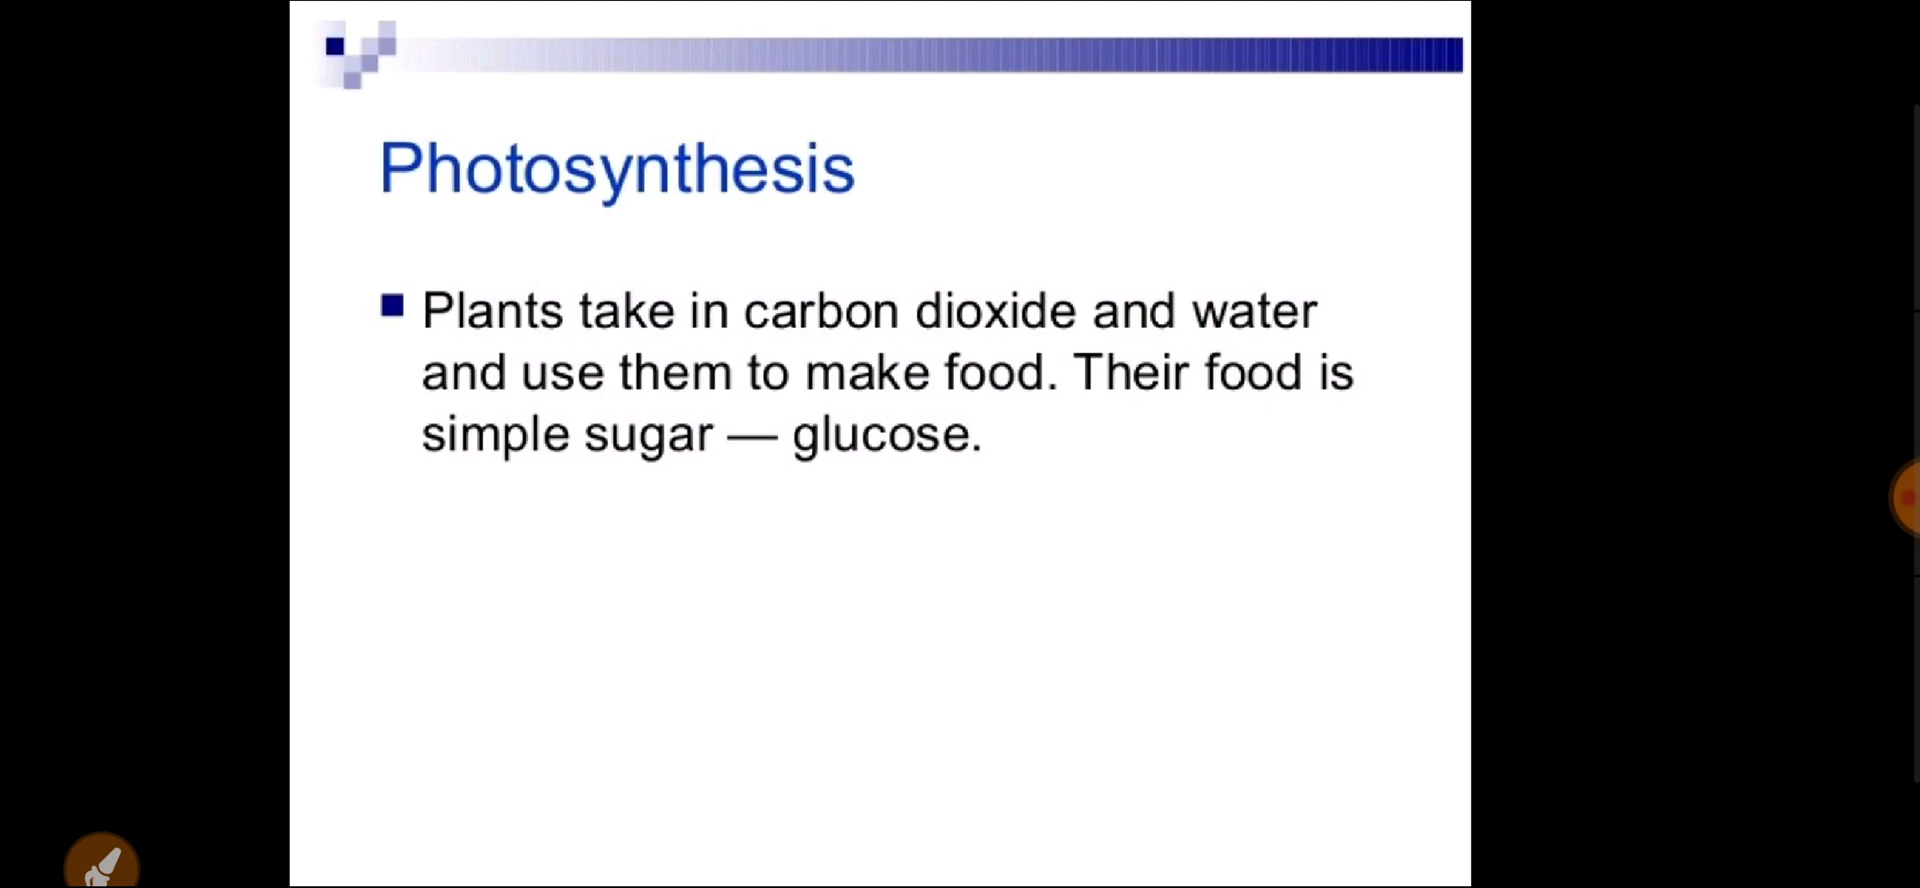 Photosynthesis
Plants take in carbon dioxide and water
and use them to make food. Their food is
simple sugar — glucose.